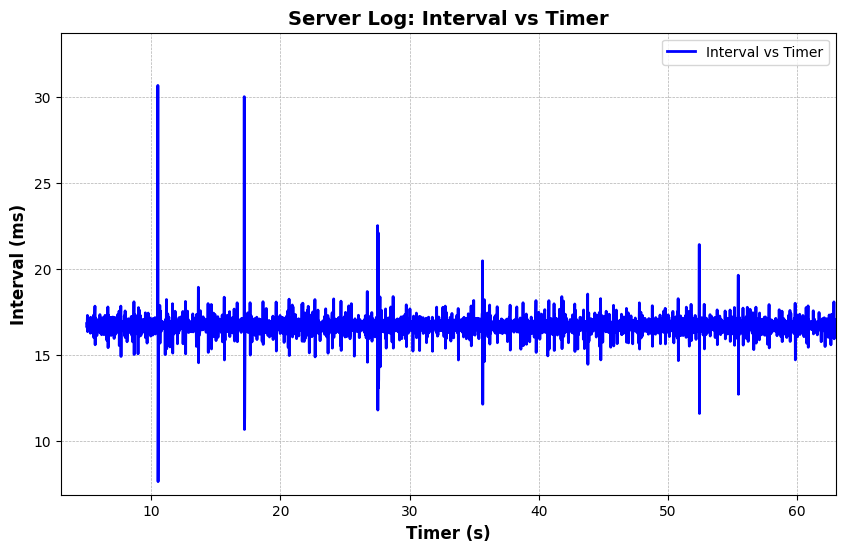 Server Log: Interval vs Timer
Interval vs Timer
30
25
20
15
10
Interval (ms)
10 20 30 40 50 60
Timer (s)